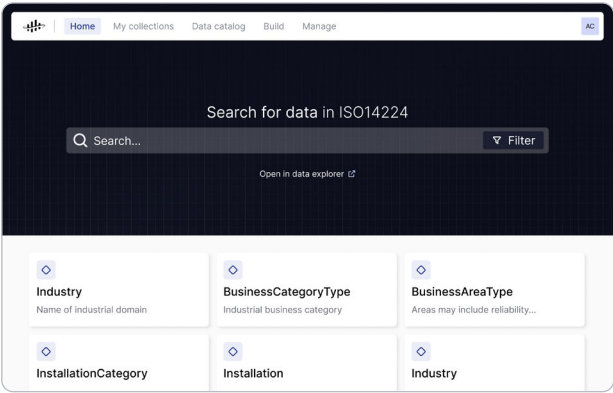 Home My collections Data catalog Build Manage AC
Search for data in ISO14224
Search... Filter
Open in data explorer
Industry BusinessCategoryType BusinessAreaType
Name of industrial domain Industrial business category Areas may include reliability...
InstallationCategory Installation Industry